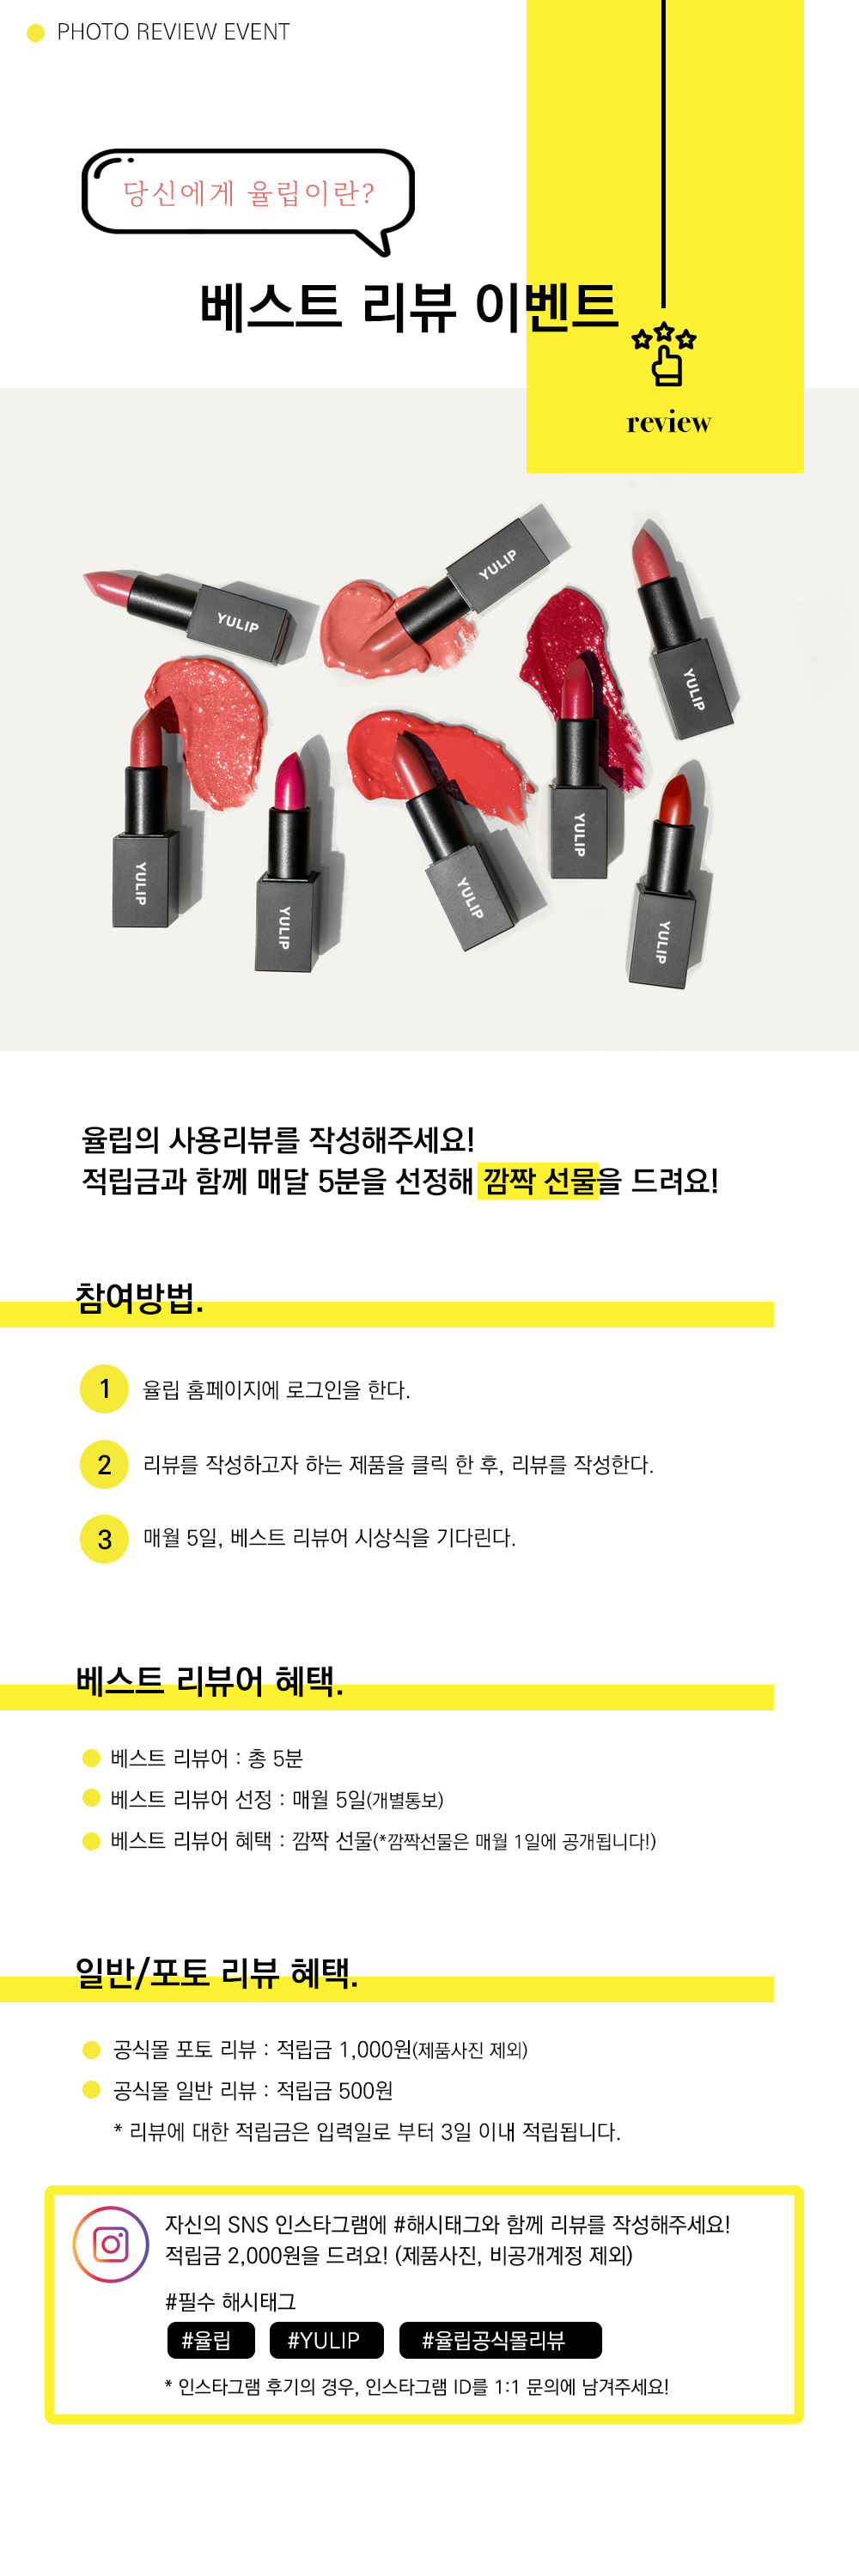 PHOTO REVIEW EVENT
당신에게 율립이란?
베스트 리뷰 이벤트
review
YULIP
YULIP
YULIP
YULIP
YULIP
YULIP
YULIP
YULIP
율립의 사용리뷰를 작성해주세요!
적립금과 함께 매달 5분을 선정해 깜짝 선물을 드려요!
참여방법.
1 율립 홈페이지에 로그인을 한다.
2 리뷰를 작성하고자 하는 제품을 클릭 한 후, 리뷰를 작성한다.
3 매월 5일, 베스트 리뷰어 시상식을 기다린다.
베스트 리뷰어 혜택.
베스트 리뷰어 : 총 5분
베스트 리뷰어 선정 : 매월 5일(개별통보)
베스트 리뷰어 혜택 : 깜짝 선물(*깜짝선물은 매월 1일에 공개됩니다!)
일반/포토 리뷰 혜택.
공식몰 포토 리뷰 : 적립금 1,000원(제품사진 제외)
공식몰 일반 리뷰 : 적립금 500원
* 리뷰에 대한 적립금은 입력일로 부터 3일 이내 적립됩니다.
자신의 SNS 인스타그램에 #해시태그와 함께 리뷰를 작성해주세요!
적립금 2,000원을 드려요! (제품사진, 비공개계정 제외)
#필수 해시태그
#율립 #YULIP #율립공식몰리뷰
* 인스타그램 후기의 경우, 인스타그램 ID를 1:1 문의에 남겨주세요!